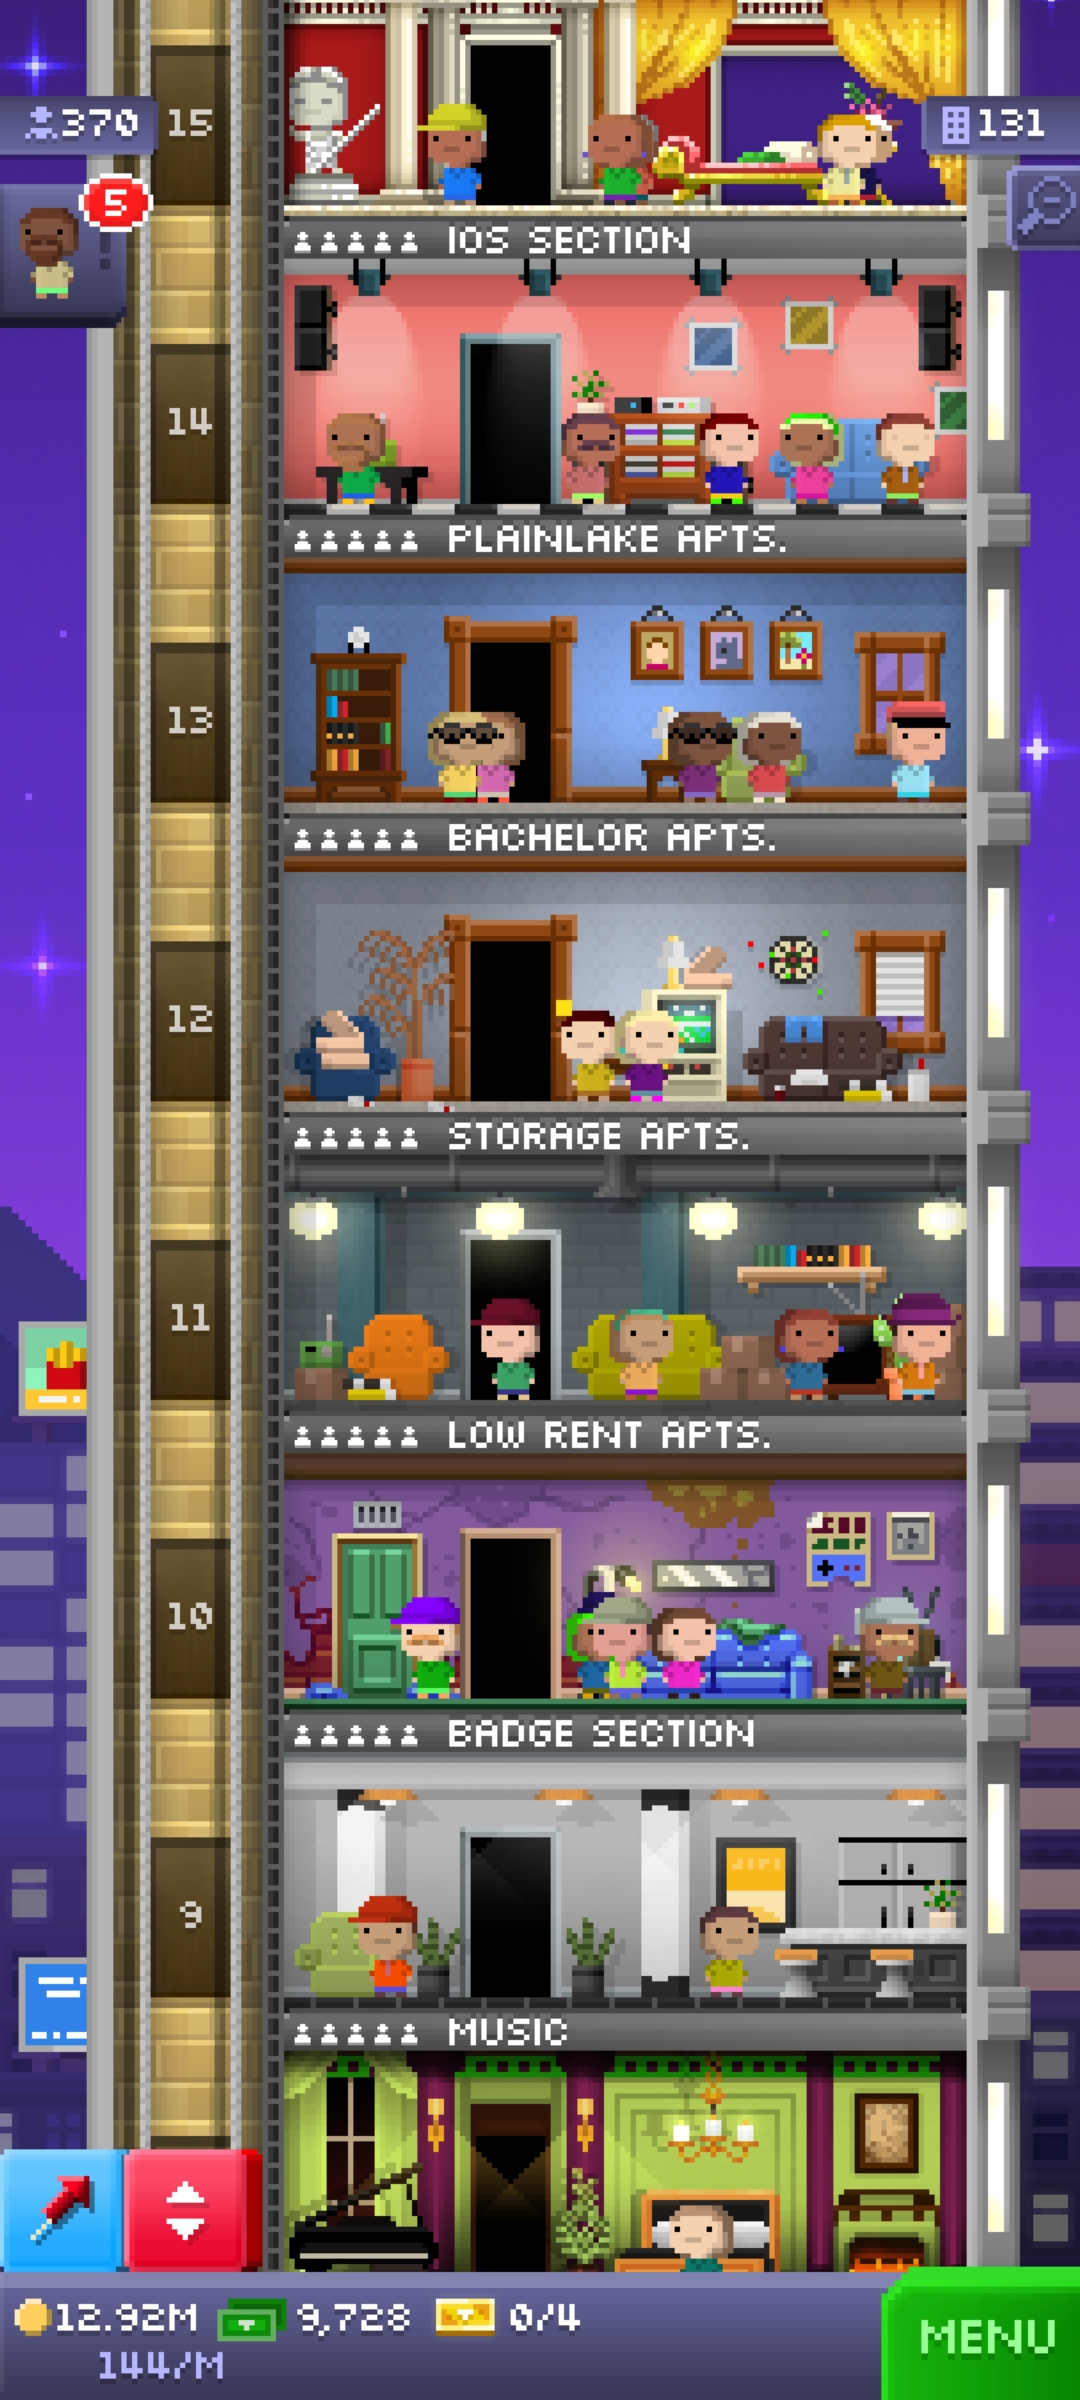 370
15
131
5
IOS SECTION
14
PLAINLAKE APTS.
13
BACHELOR APTS.
12
STORAGE APTS.
11
LOW RENT APTS.
10
BADGE SECTION
9
MUSIC
12.92M 9,728 0/4
144/M
MENU